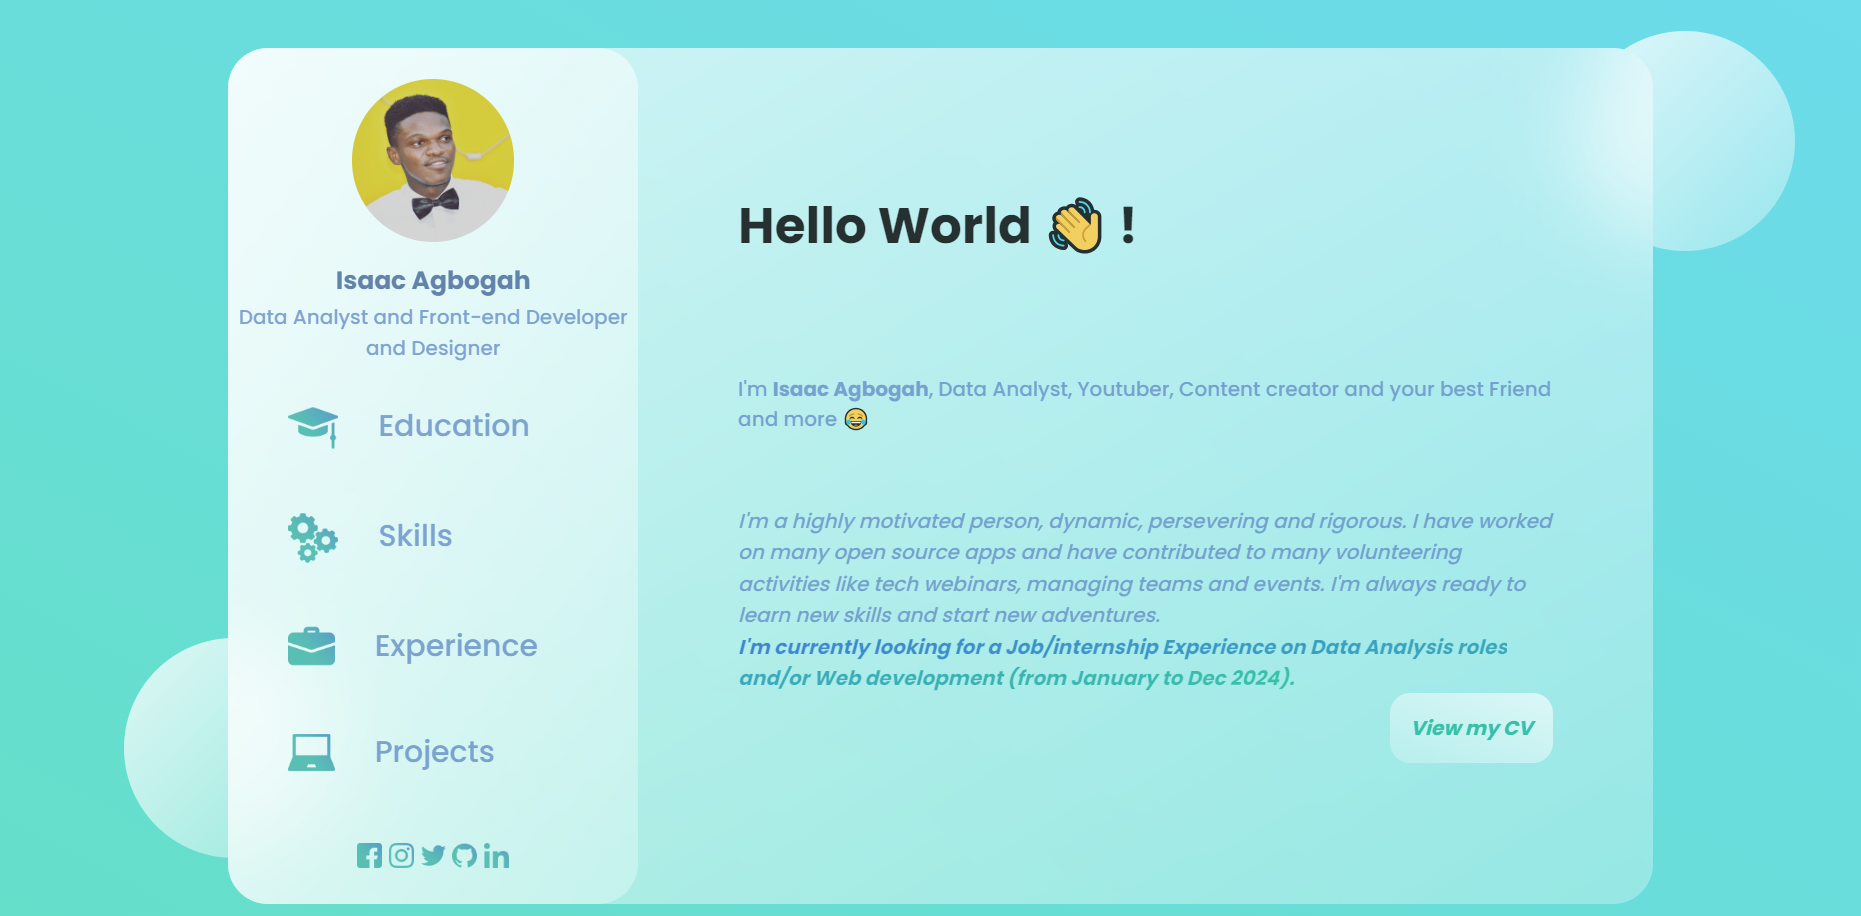 Isaac Agbogah
Data Analyst and Front-end Developer
and Designer
Education
Skills
Experience
Projects
Hello World 👋 !
I'm Isaac Agbogah, Data Analyst, Youtuber, Content creator and your best Friend
and more 😂
I'm a highly motivated person, dynamic, persevering and rigorous. I have worked
on many open source apps and have contributed to many volunteering
activities like tech webinars, managing teams and events. I'm always ready to
learn new skills and start new adventures.
I'm currently looking for a Job/internship Experience on Data Analysis roles
and/or Web development (from January to Dec 2024).
View my CV